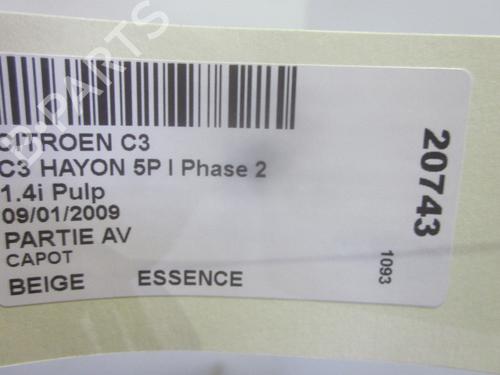 CITROEN C3
C3 HAYON 5P I Phase 2
1.4i Pulp
09/01/2009
PARTIE AV
CAPOT
BEIGE ESSENCE
20743
1093
B-PARTS